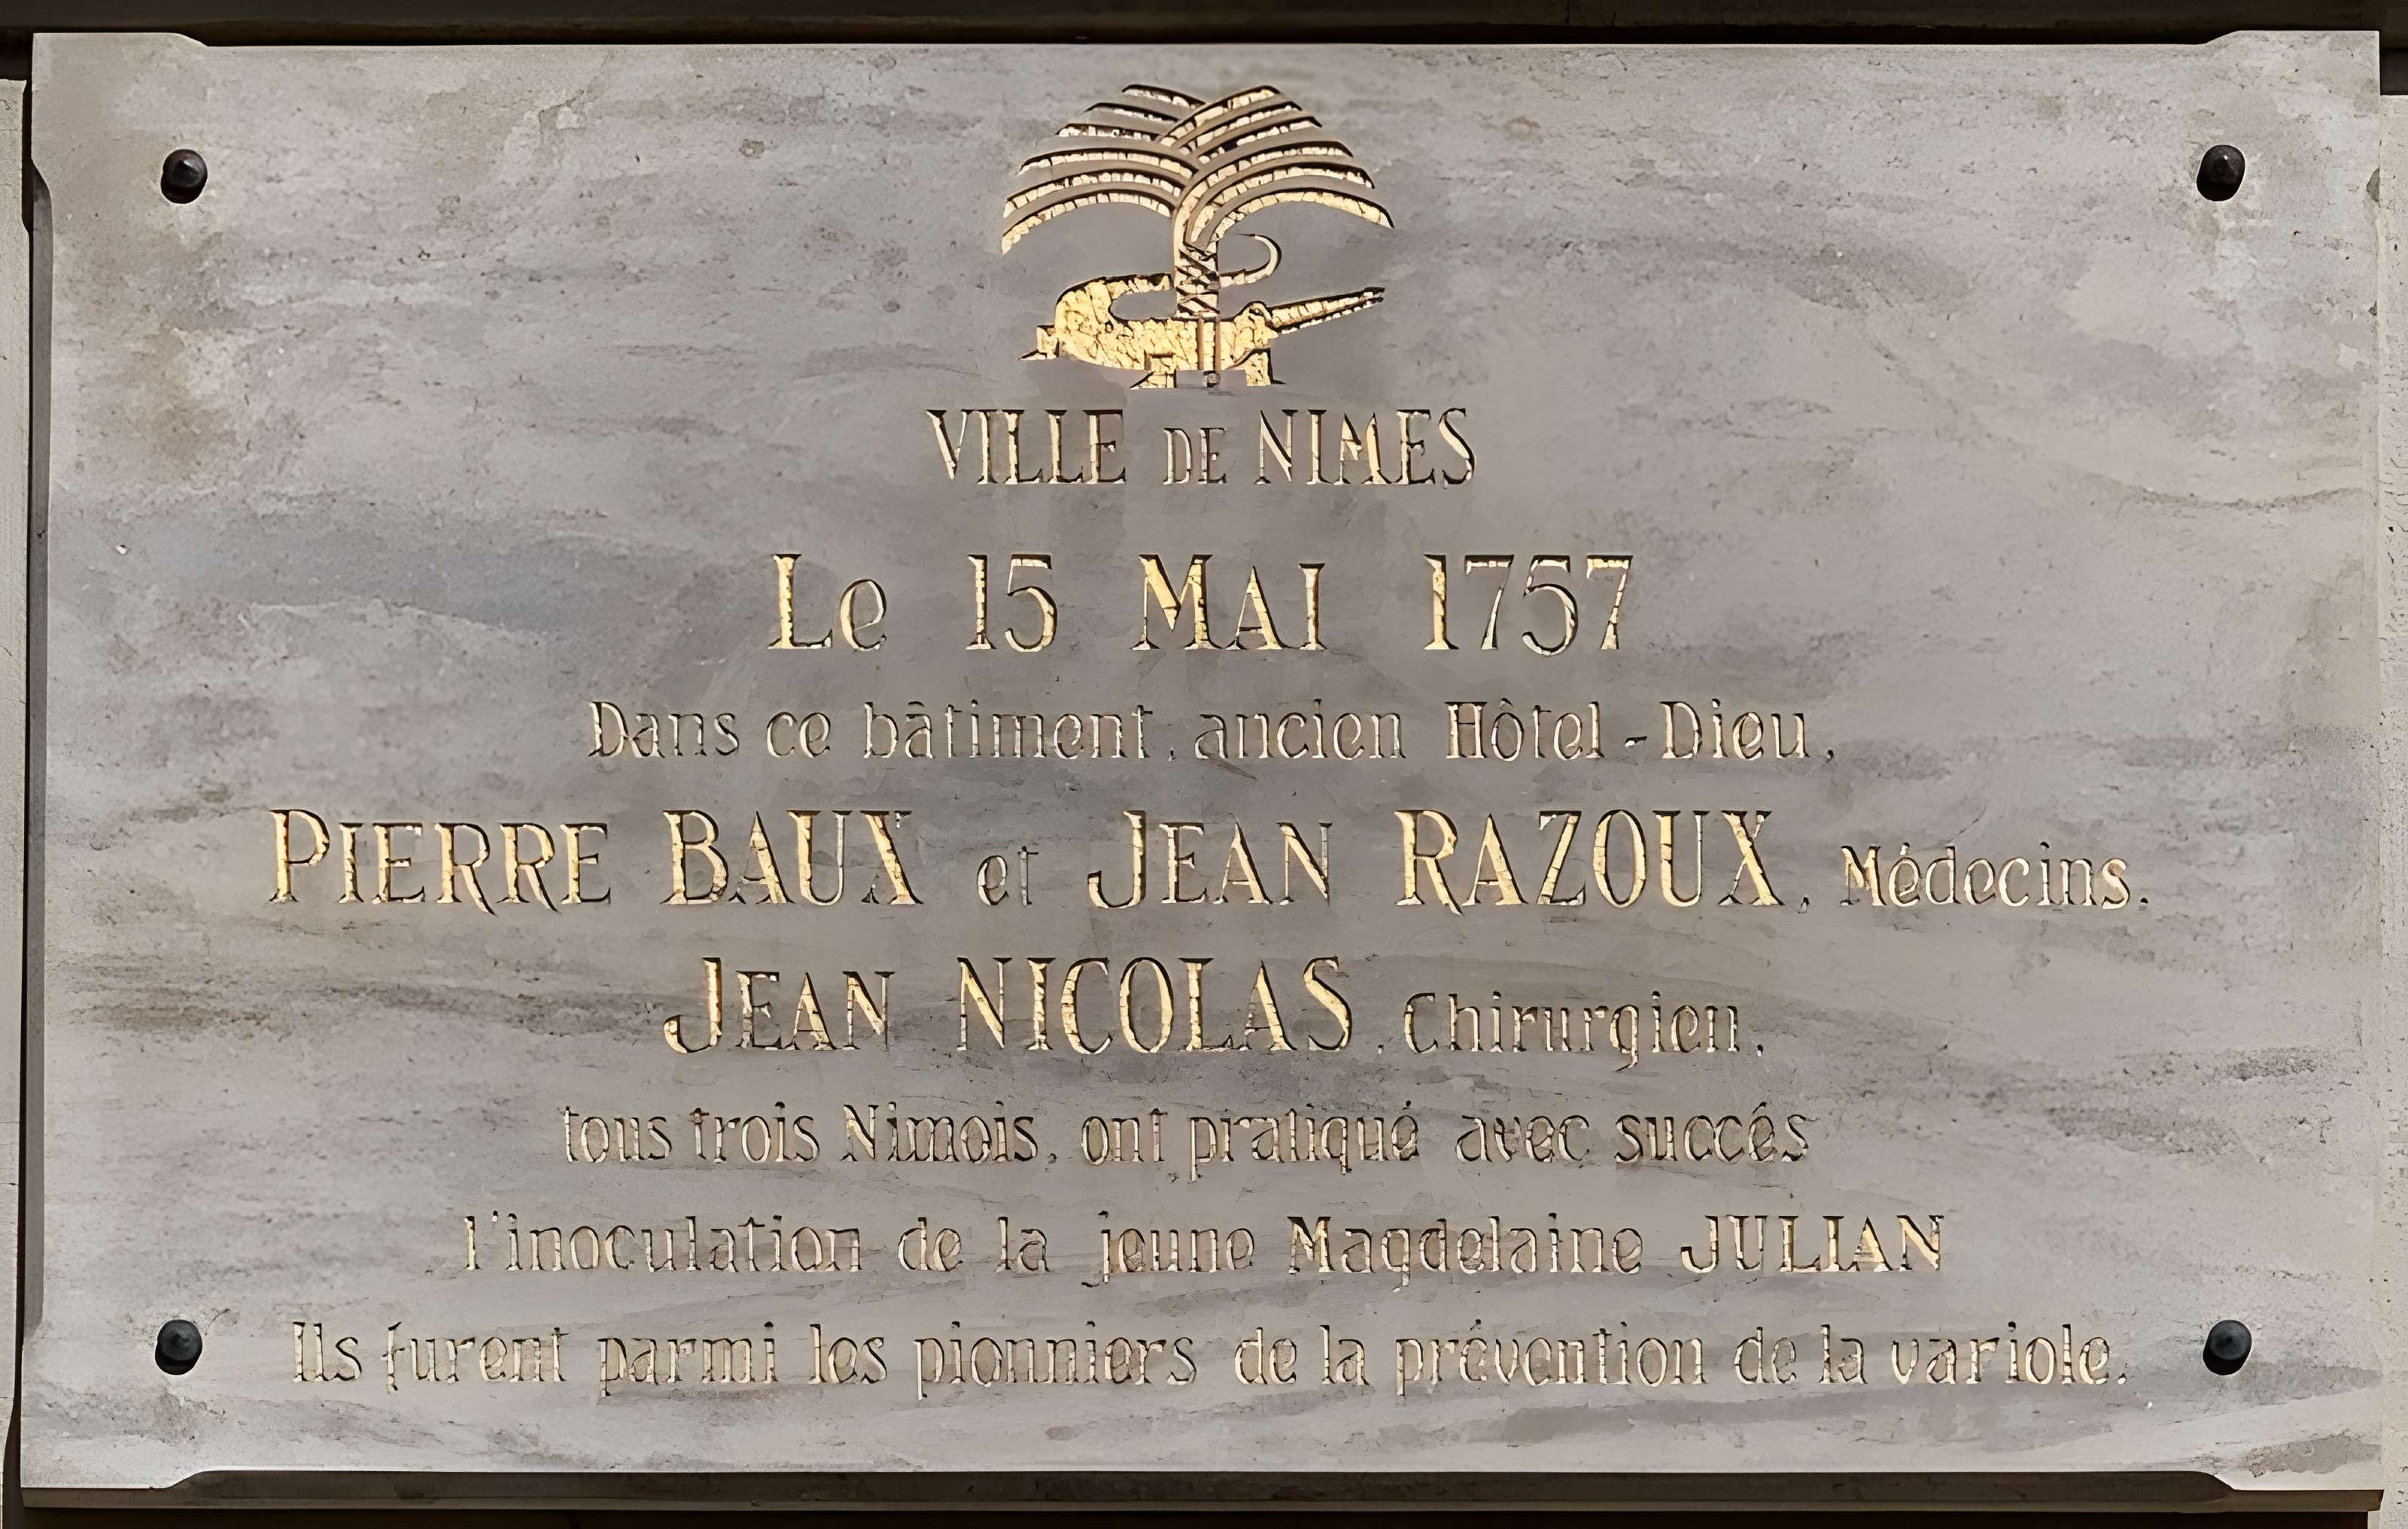 VILLE DE NIMES
Le 15 MAI 1757
Dans ce bâtiment, ancien Hôtel-Dieu,
PIERRE BAUX et JEAN RAZOUX, Médecins,
JEAN NICOLAS, Chirurgien,
tous trois Nimois, ont pratiqué avec succés
l'inoculation de la jeune Magdelaine JULIAN
Ils furent parmi les pionniers de la prévention de la variole.